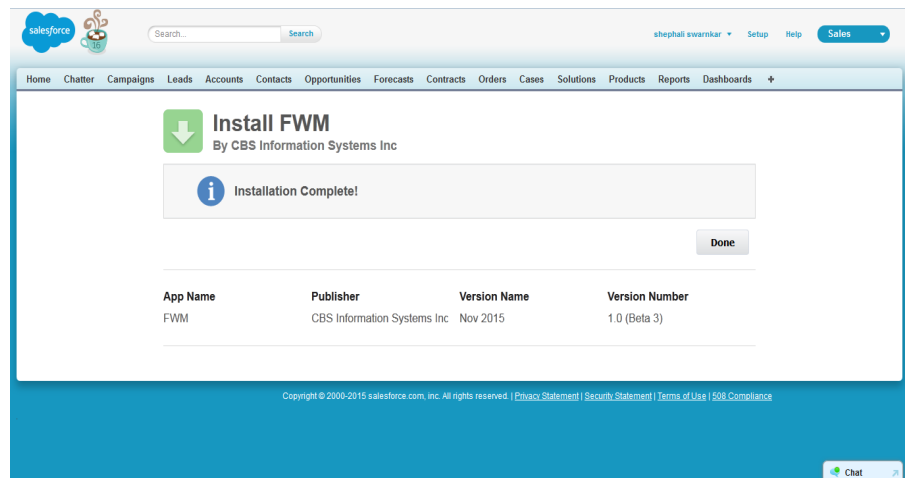 salesforce
16
Search...
Search
shephali swarnkar
Setup
Help
Sales
Home Chatter Campaigns Leads Accounts Contacts Opportunities Forecasts Contracts Orders Cases Solutions Products Reports Dashboards +
Install FWM
By CBS Information Systems Inc
i
Installation Complete!
Done
App Name Publisher Version Name Version Number
FWM CBS Information Systems Inc Nov 2015 1.0 (Beta 3)
Copyright © 2000-2015 salesforce.com, inc. All rights reserved. | Privacy Statement | Security Statement | Terms of Use | 508 Compliance
Chat